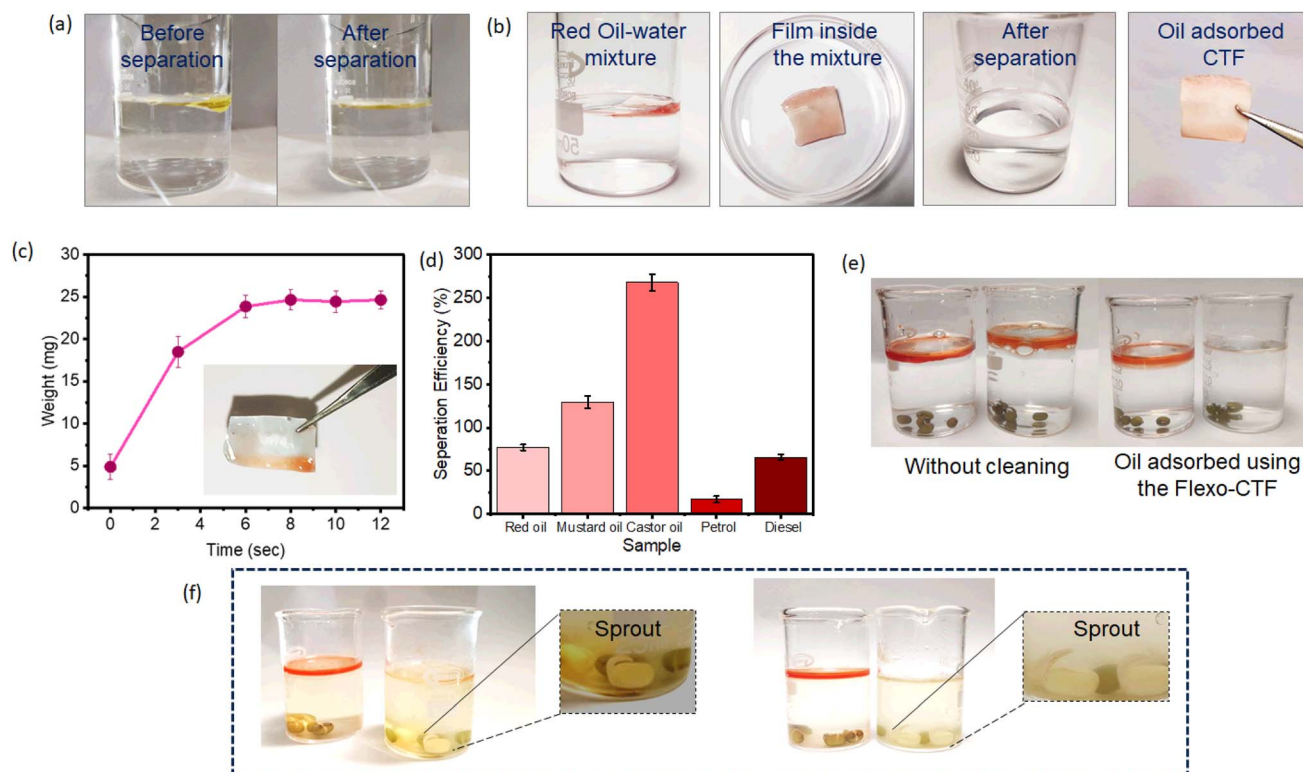 (a)
Before
separation
After
separation
(b)
Red Oil-water
mixture
Film inside
the mixture
After
separation
Oil adsorbed
CTF
50
(c)
30
25
20
15
10
5
0
Weight (mg)
0 2 4 6 8 10 12
Time (sec)
(d)
300
250
200
150
100
50
0
Seperation Efficiency (%)
Red oil Mustard oil Castor oil Petrol Diesel
Sample
(e)
Without cleaning
Oil adsorbed using
the Flexo-CTF
(f)
Sprout
Sprout